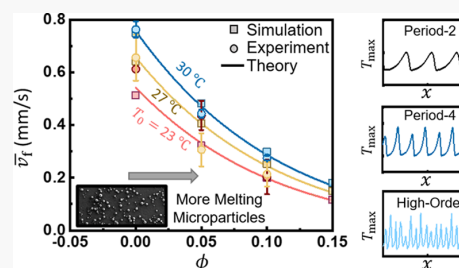 0.8
0.6
0.4
0.2
0.0
v̄f (mm/s)
Simulation
Experiment
Theory
30 °C
27 °C
T0 = 23 °C
More Melting
Microparticles
-0.05 0.00 0.05 0.10 0.15
ϕ
Period-2
Tmax
x
Period-4
Tmax
x
High-Orde
Tmax
x